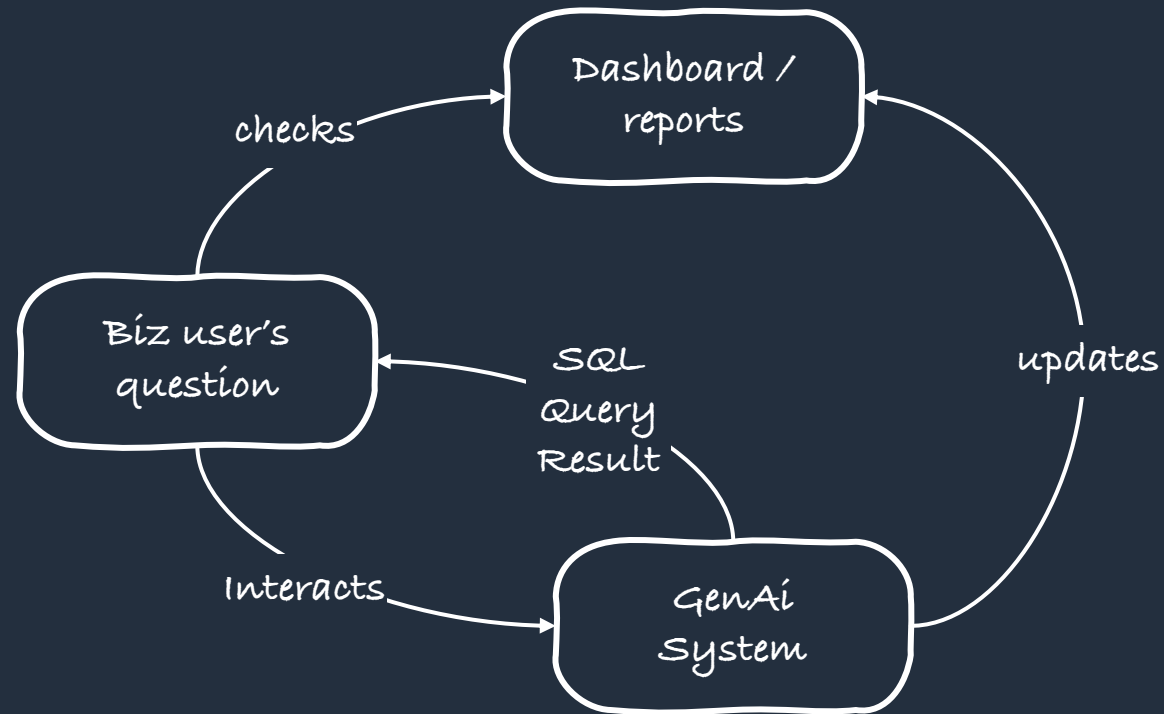 Dashboard /
reports
checks
Biz user's
question
SQL
Query
Result
updates
Interacts
GenAi
System